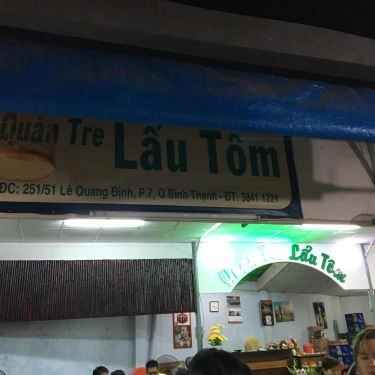 Quán Tre Lẩu Tôm
ĐC: 251/51 Lê Quang Định, P.7, Q.Bình Thạnh - ĐT: 3841 1224
Lẩu Tôm